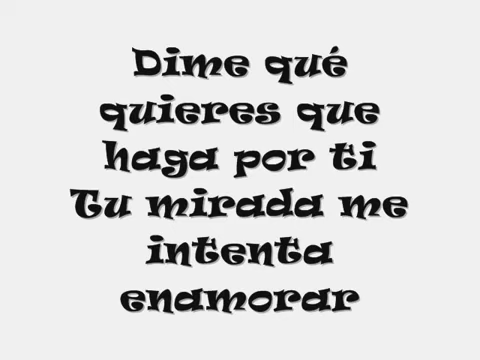 Dime qué
quieres que
haga por ti
Tu mirada me
intenta
enamorar